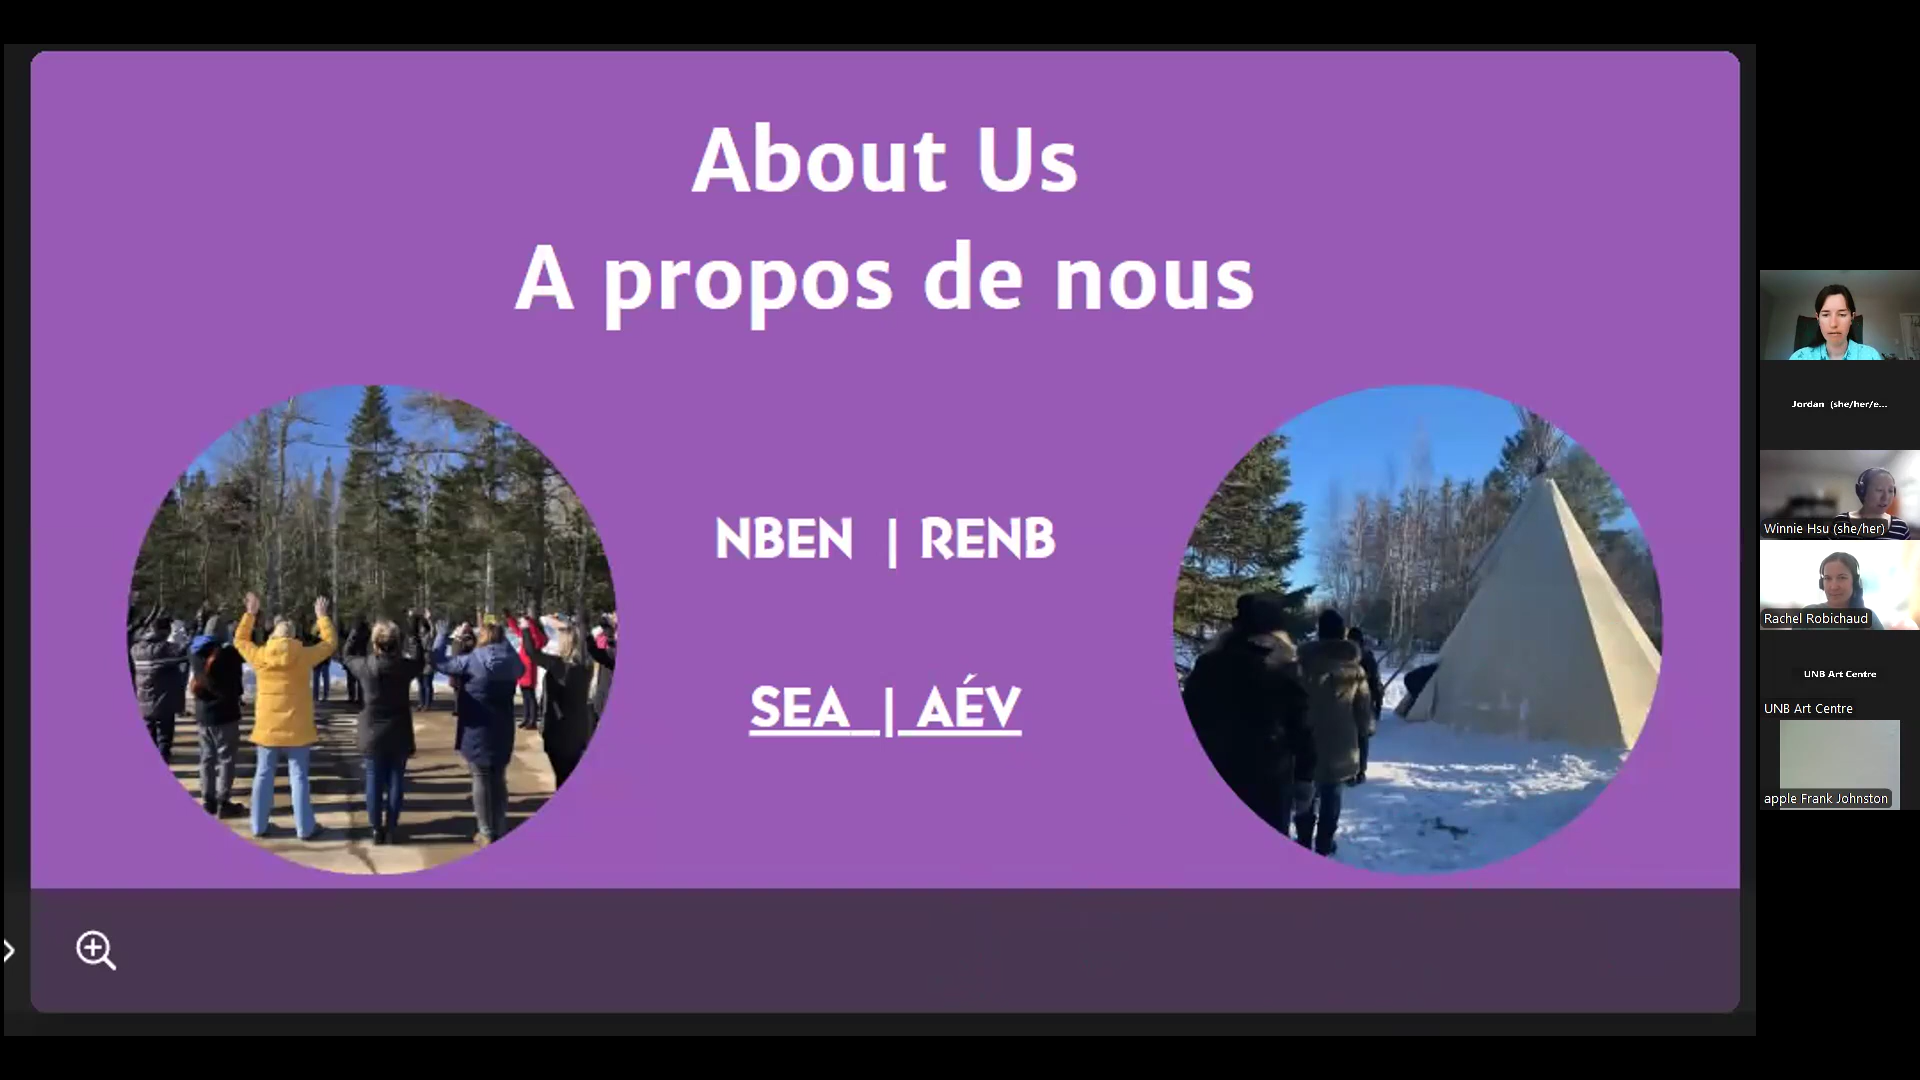 About Us
A propos de nous
NBEN | RENB
SEA | AÉV
Jordan (she/her/e...
Winnie Hsu (she/her)
Rachel Robichaud
UNB Art Centre
UNB Art Centre
apple Frank Johnston